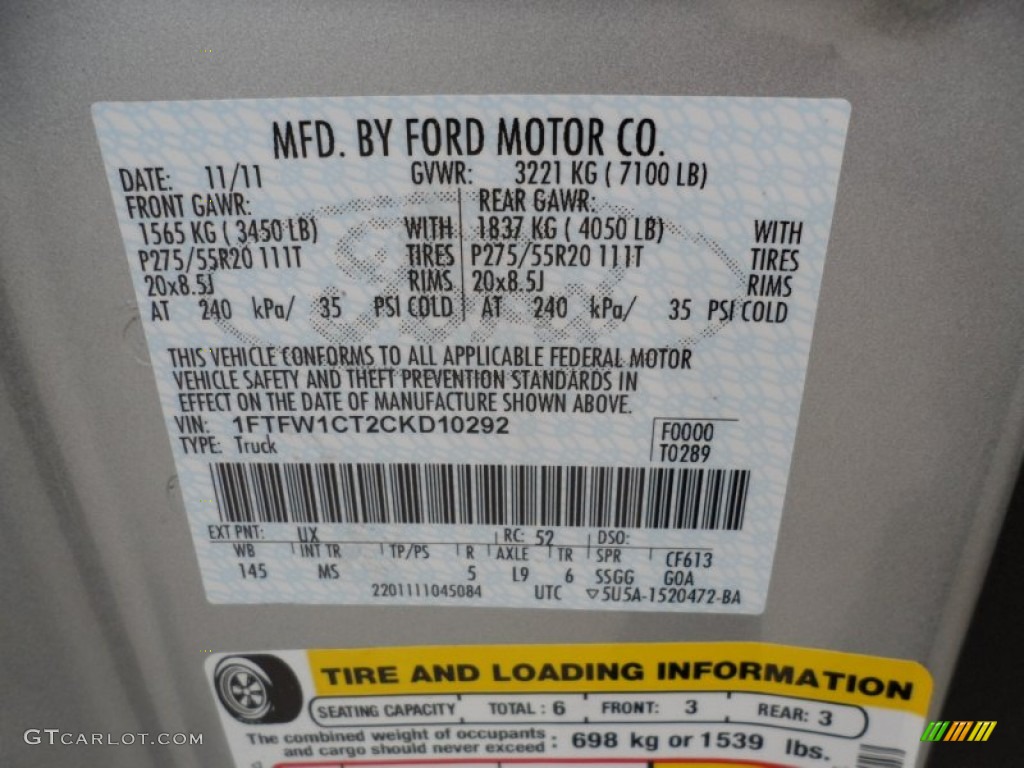 MFD. BY FORD MOTOR CO.
DATE: 11/11 GVWR: 3221 KG ( 7100 LB)
FRONT GAWR: REAR GAWR:
1565 KG ( 3450 LB) WITH 1837 KG ( 4050 LB) WITH
P275/55R20 111T TIRES P275/55R20 111T TIRES
20x8.5J RIMS 20x8.5J RIMS
AT 240 kPa/ 35 PSI COLD AT 240 kPa/ 35 PSI COLD
THIS VEHICLE CONFORMS TO ALL APPLICABLE FEDERAL MOTOR
VEHICLE SAFETY AND THEFT PREVENTION STANDARDS IN
EFFECT ON THE DATE OF MANUFACTURE SHOWN ABOVE.
VIN: 1FTFW1CT2CKD10292 F0000
TYPE: Truck T0289
EXT PNT: UX RC: 52 DSO:
WB INT TR TP/PS R AXLE TR SPR CF613
145 MS 5 L9 6 SSGG GOA
2201111045084 UTC ▽5U5A-1520472-BA
TIRE AND LOADING INFORMATION
SEATING CAPACITY TOTAL: 6 FRONT: 3 REAR: 3
The combined weight of occupants
and cargo should never exceed : 698 kg or 1539 lbs.
GTCarlot.com